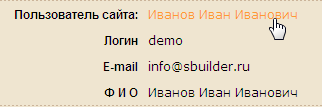 Пользователь сайта: Иванов Иван Иванович
Логин demo
E-mail info@sbuilder.ru
Ф И О Иванов Иван Иванович